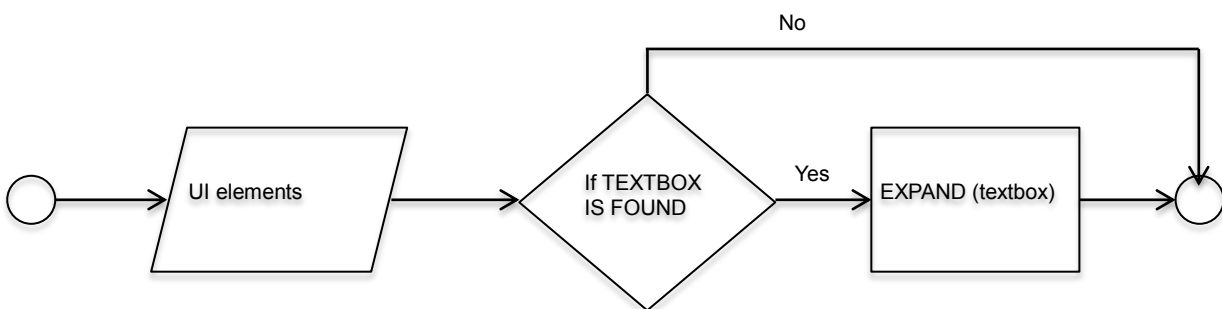 No
UI elements
If TEXTBOX
IS FOUND
Yes
EXPAND (textbox)